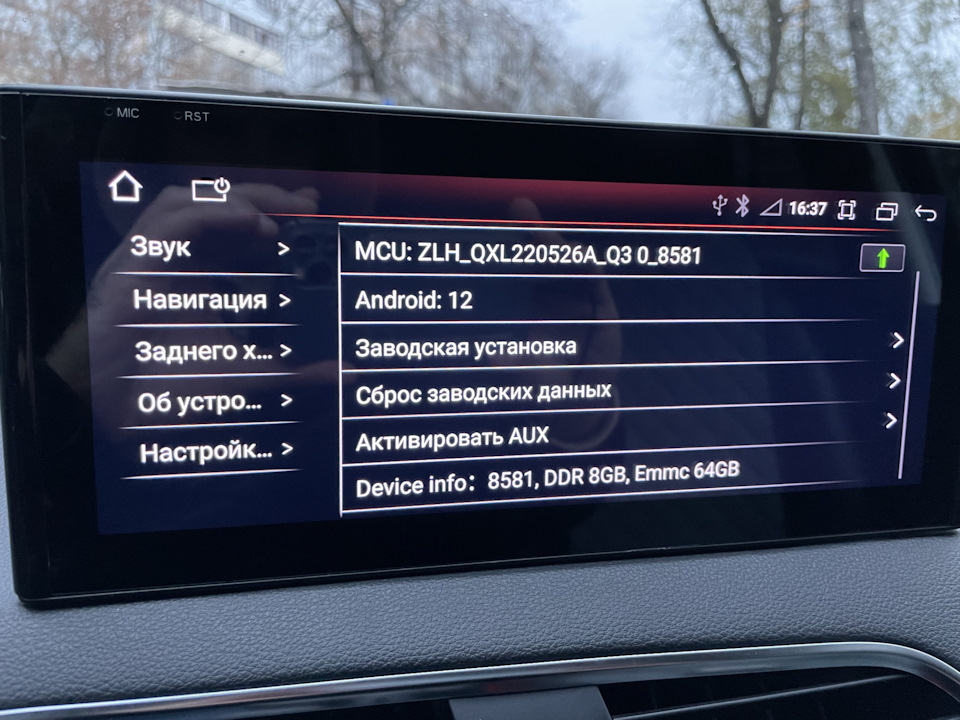 MIC
RST
16:37
Звук >
Навигация >
Заднего х... >
Об устро... >
Настройк... >
MCU: ZLH_QXL220526A_Q3 0_8581
Android: 12
Заводская установка
Сброс заводских данных
Активировать AUX
Device info: 8581, DDR 8GB, Emmc 64GB